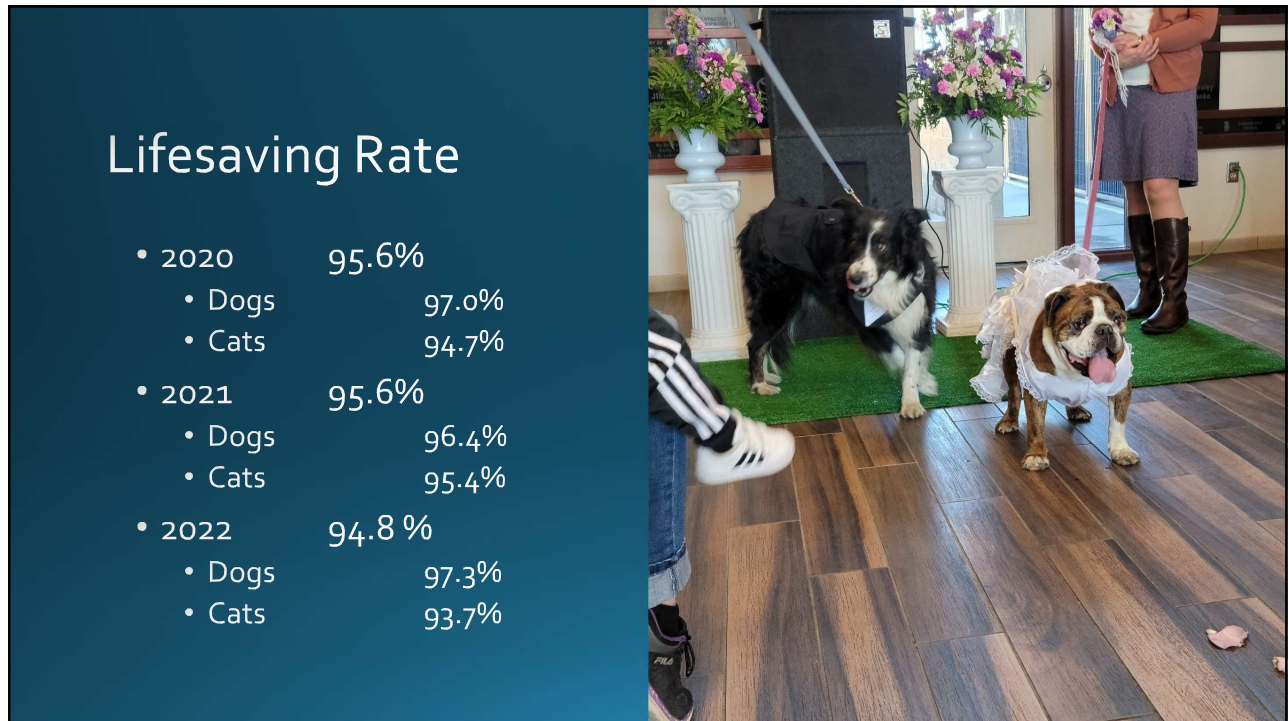 Lifesaving Rate
• 2020 95.6%
• Dogs 97.0%
• Cats 94.7%
• 2021 95.6%
• Dogs 96.4%
• Cats 95.4%
• 2022 94.8 %
• Dogs 97.3%
• Cats 93.7%
FILA